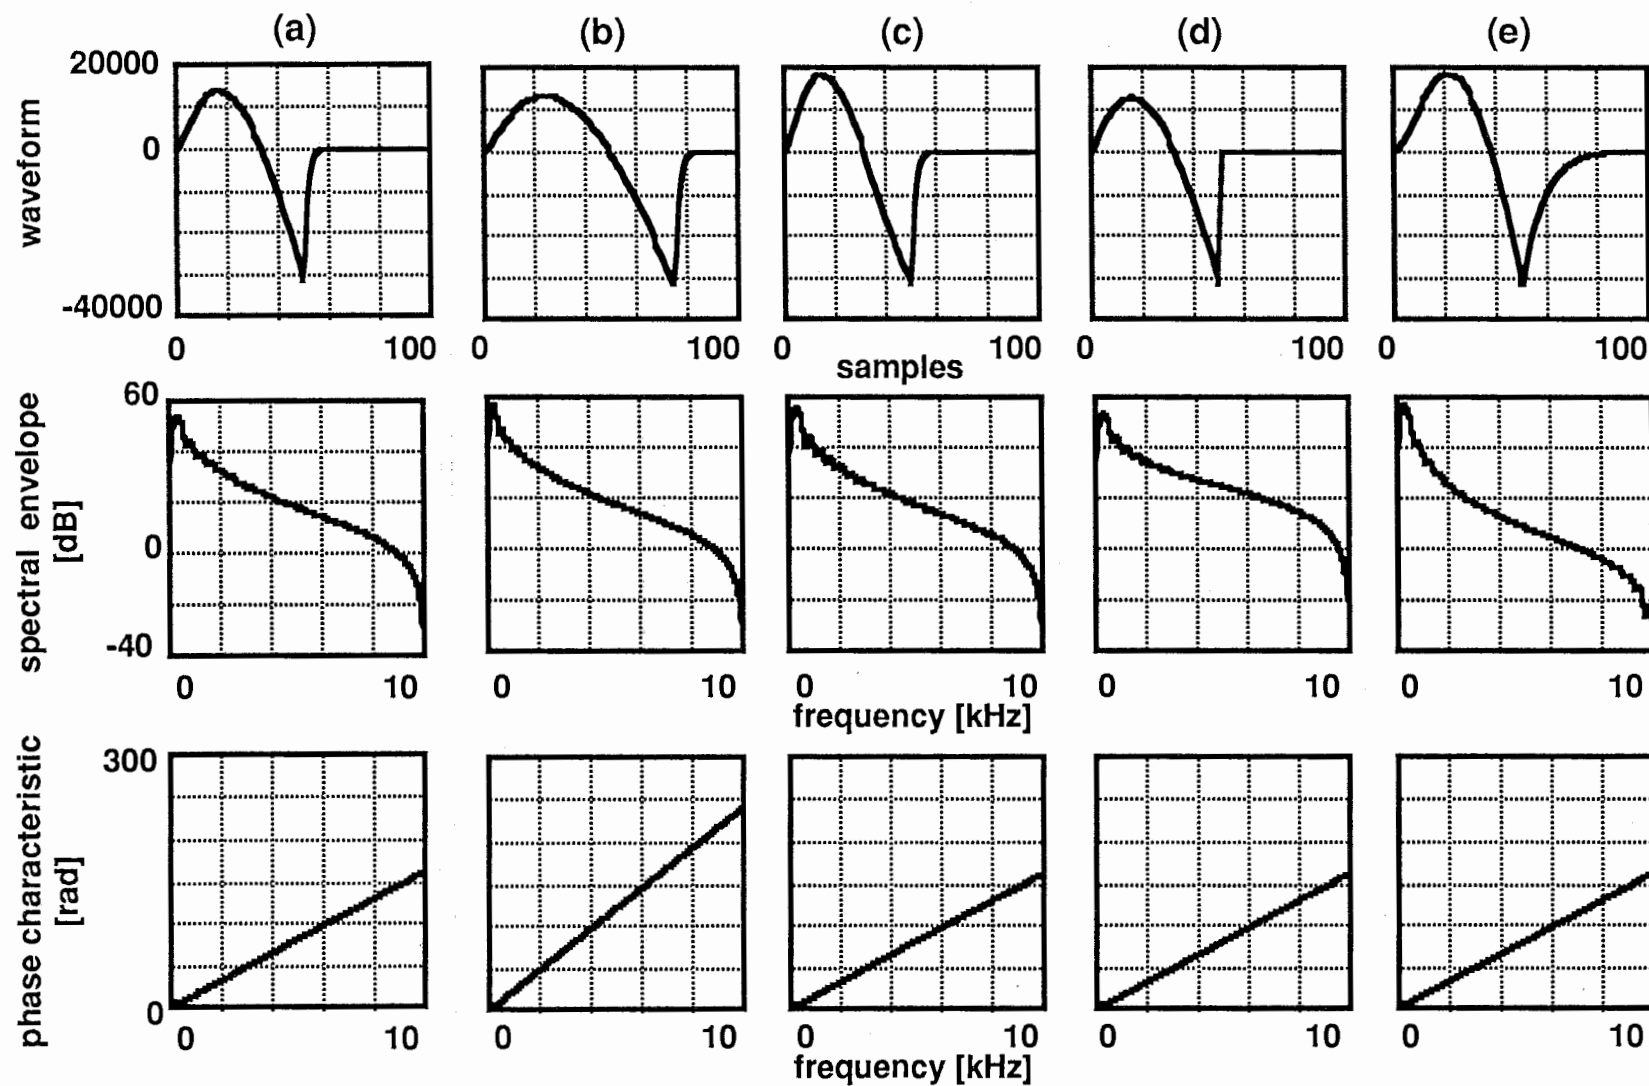 (a) (b) (c) (d) (e)
waveform
20000
0
-40000
0 100 0 100 0 100 0 100 0 100
samples
spectral envelope
[dB]
60
0
-40
0 10 0 10 0 10 0 10 0 10
frequency [kHz]
phase characteristic
[rad]
300
0
0 10 0 10 0 10 0 10 0 10
frequency [kHz]